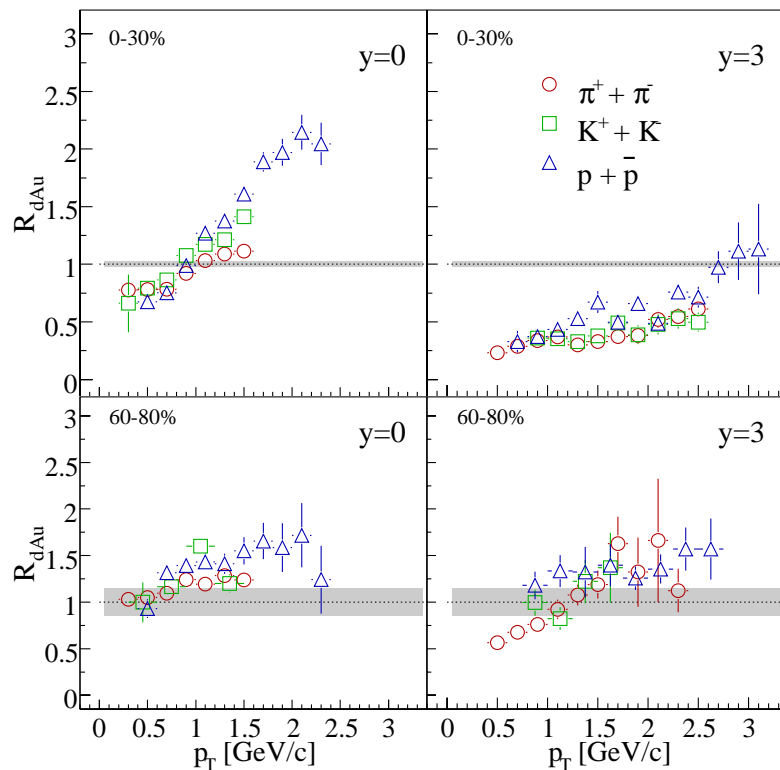 0-30%
y=0
0-30%
y=3
π⁺ + π⁻
K⁺ + K⁻
p + p̄
R_dAu
3
2.5
2
1.5
1
0.5
0
60-80%
y=0
60-80%
y=3
R_dAu
3
2.5
2
1.5
1
0.5
0
0 0.5 1 1.5 2 2.5 3
0 0.5 1 1.5 2 2.5 3
p_T [GeV/c]
p_T [GeV/c]